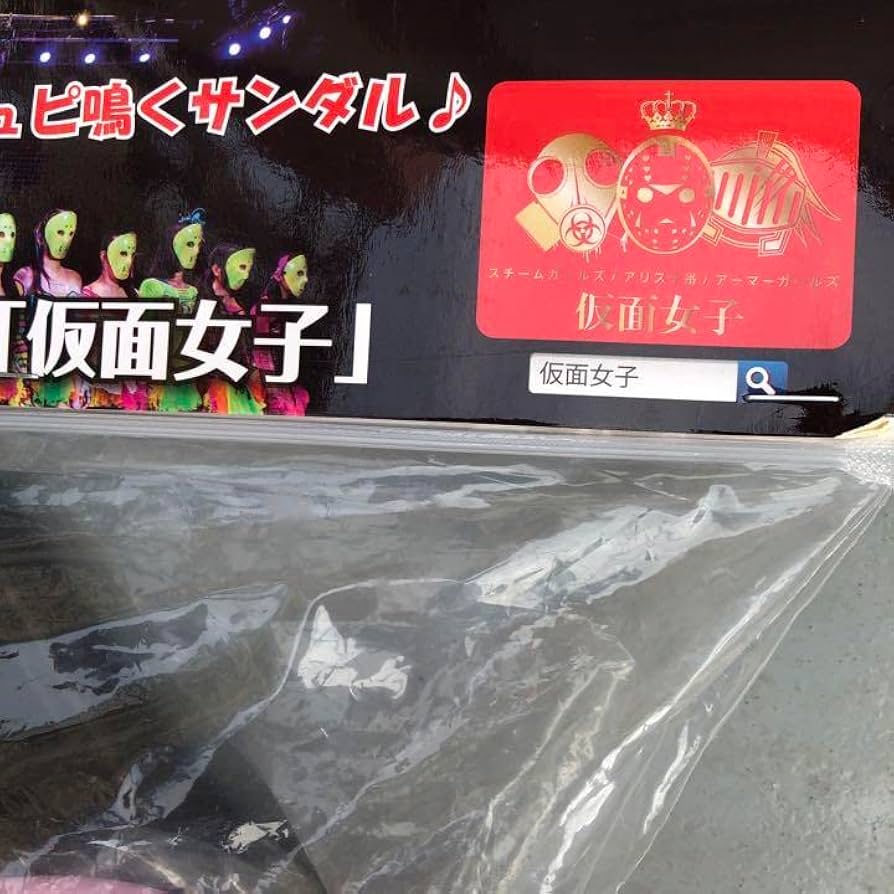 ュピ鳴くサンダル♪
「仮面女子」
スチームガールズ/アリス十番/アーマーガールズ
仮面女子
仮面女子